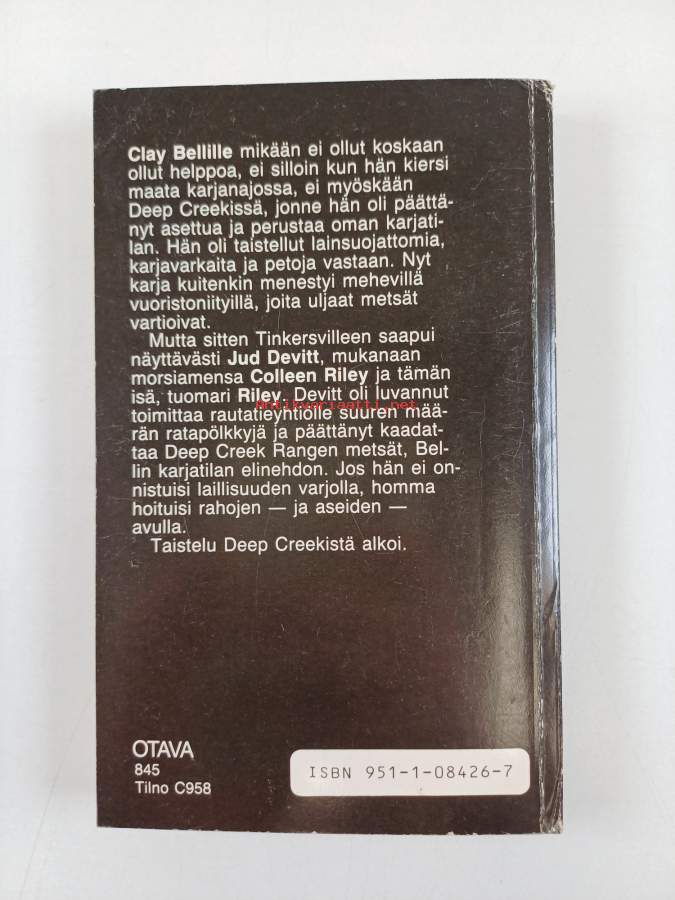 Clay Bellille mikään ei ollut koskaan
ollut helppoa, ei silloin kun hän kiersi
maata karjanajossa, ei myöskään
Deep Creekissä, jonne hän oli päättä-
nyt asettua ja perustaa oman karjati-
lan. Hän oli taistellut lainsuojattomia,
karjavarkaita ja petoja vastaan. Nyt
karja kuitenkin menestyi mehevillä
vuoristoniityillä, joita uljaat metsät
vartioivat.
Mutta sitten Tinkersvilleen saapui
näyttävästi Jud Devitt, mukanaan
morsiamensa Colleen Riley ja tämän
isä, tuomari Riley. Devitt oli luvannut
Antikvariaatti.net
toimittaa rautatieyhtiölle suuren mää-
rän ratapölkkyjä ja päättänyt kaadat-
taa Deep Creek Rangen metsät, Bel-
lin karjatilan elinehdon. Jos hän ei on-
nistuisi laillisuuden varjolla, homma
hoituisi rahojen — ja aseiden —
avulla.
Taistelu Deep Creekistä alkoi.
OTAVA
845
Tilno C958
ISBN 951-1-08426-7